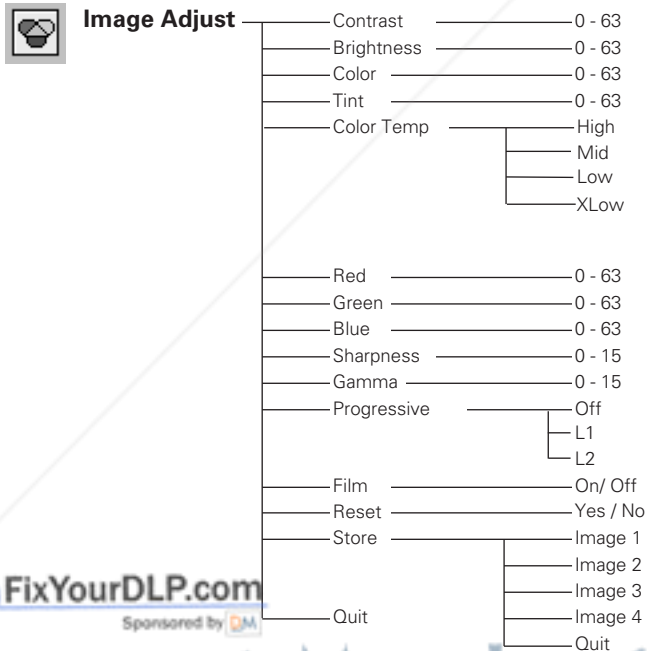 Image Adjust Contrast 0 - 63
Brightness 0 - 63
Color 0 - 63
Tint 0 - 63
Color Temp High
Mid
Low
XLow
Red 0 - 63
Green 0 - 63
Blue 0 - 63
Sharpness 0 - 15
Gamma 0 - 15
Progressive Off
L1
L2
Film On/ Off
Reset Yes / No
Store Image 1
Image 2
Image 3
FixYourDLP.com
Quit Image 4
Sponsored by DM
Quit